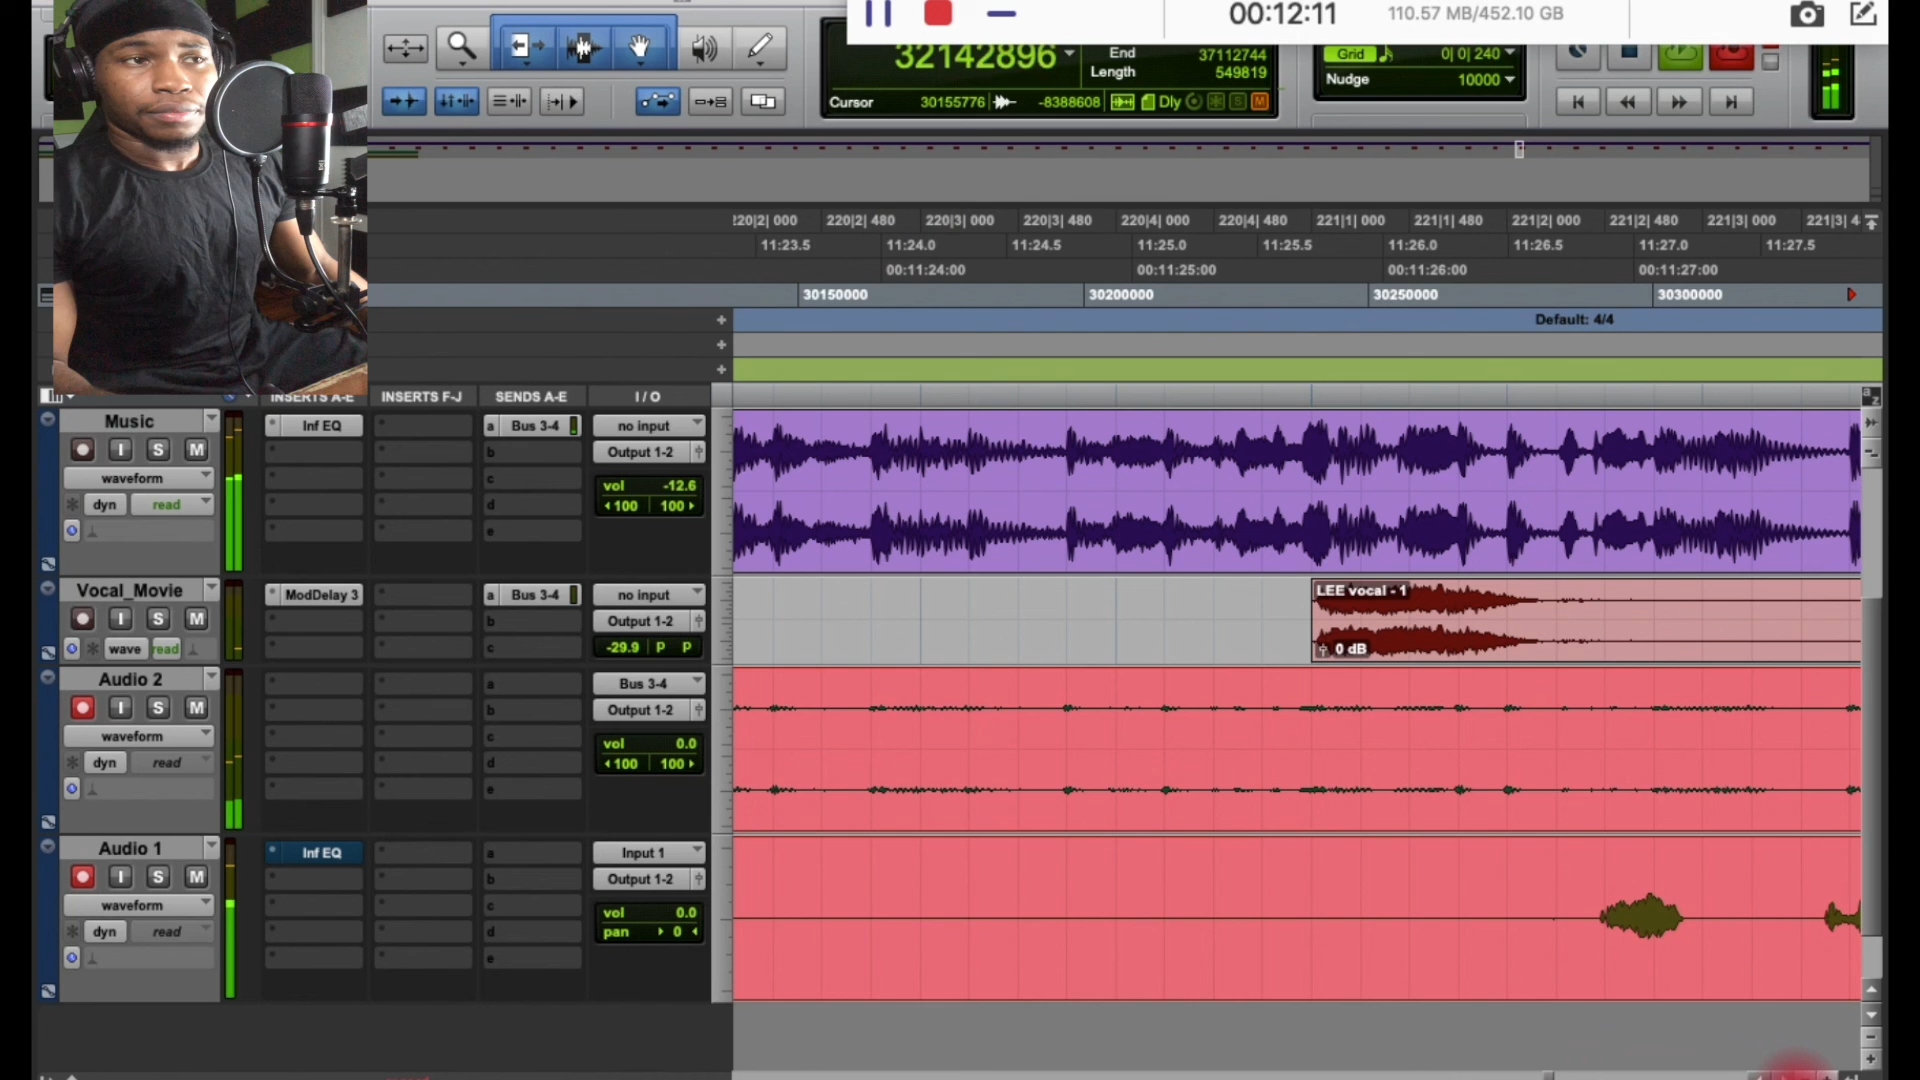 00:12:11 110.57 MB/452.10 GB
32142896
End 37112744
Length 549819
Cursor 30155776 -8388608 Dly S M
Grid 0| 0| 240
Nudge 10000
220|2| 000 220|2| 480 220|3| 000 220|3| 480 220|4| 000 220|4| 480 221|1| 000 221|1| 480 221|2| 000 221|2| 480 221|3| 000 221|3| 4
11:23.5 11:24.0 11:24.5 11:25.0 11:25.5 11:26.0 11:26.5 11:27.0 11:27.5
00:11:24:00 00:11:25:00 00:11:26:00 00:11:27:00
30150000 30200000 30250000 30300000
Default: 4/4
INSERTS A-E INSERTS F-J SENDS A-E I / O
a z
Music Inf EQ a Bus 3-4 no input
I S M b Output 1-2
waveform c vol -12.6
dyn read d 100 100
e
Vocal_Movie ModDelay 3 a Bus 3-4 no input LEE vocal - 1
I S M b Output 1-2
wave read c -29.9 P P 0 dB
Audio 2 a Bus 3-4
I S M b Output 1-2
waveform c vol 0.0
dyn read d 100 100
e
Audio 1 Inf EQ a Input 1
I S M b Output 1-2
waveform c vol 0.0
dyn read d pan 0
e